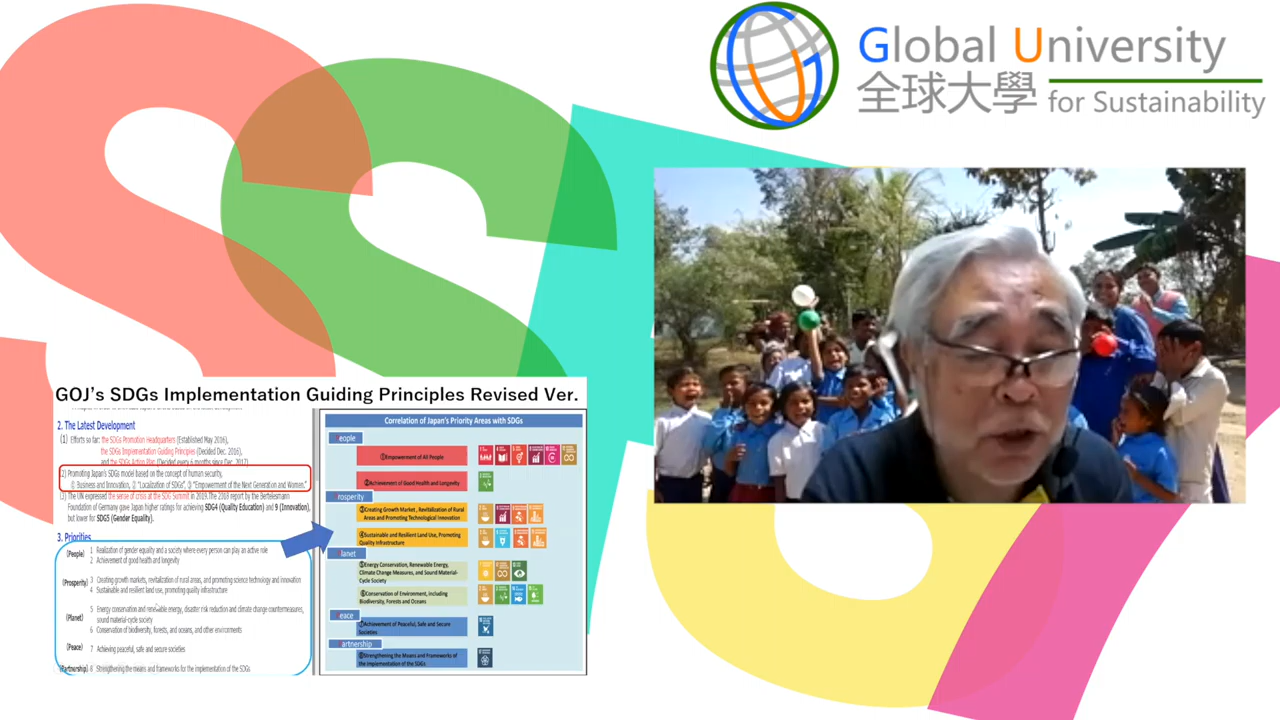 Global University
全球大學 for Sustainability
GOJ's SDGs Implementation Guiding Principles Revised Ver.
2. The Latest Development
(1) Efforts so far: the SDGs Promotion Headquarters (Established May 2016),
the SDGs Implementation Guiding Principles (Decided Dec. 2016),
and the SDGs Action Plan (Decided every 6 months since Dec. 2017)
2) Promoting Japan's SDGs model based on the concept of human security.
① Business and Innovation, ② "Localization of SDGs", ③ "Empowerment of the Next Generation and Women."
(3) The UN expressed the sense of crisis at the SDG Summit in 2019. The 2018 report by the Bertelesmann
Foundation of Germany gave Japan higher ratings for achieving SDG4 (Quality Education) and 9 (Innovation),
but lower for SDG5 (Gender Equality).
3. Priorities
(People) 1 Realization of gender equality and a society where every person can play an active role
2 Achievement of good health and longevity
(Prosperity) 3 Creating growth markets, revitalization of rural areas, and promoting science technology and innovation
4 Sustainable and resilient land use, promoting quality infrastructure
(Planet) 5 Energy conservation and renewable energy, disaster risk reduction and climate change countermeasures,
sound material-cycle society
6 Conservation of biodiversity, forests, and oceans, and other environments
(Peace) 7 Achieving peaceful, safe and secure societies
(Partnership) 8 Strengthening the means and frameworks for the implementation of the SDGs
Correlation of Japan's Priority Areas with SDGs
People
①Empowerment of All People
②Achievement of Good Health and Longevity
Prosperity
③Creating Growth Market, Revitalization of Rural
Areas and Promoting Technological Innovation
④Sustainable and Resilient Land Use, Promoting
Quality Infrastructure
Planet
⑤Energy Conservation, Renewable Energy,
Climate Change Measures, and Sound Material-
Cycle Society
⑥Conservation of Environment, including
Biodiversity, Forests and Oceans
Peace
⑦Achievement of Peaceful, Safe and Secure
Societies
Partnership
⑧Strengthening the Means and Frameworks of
the Implementation of the SDGs